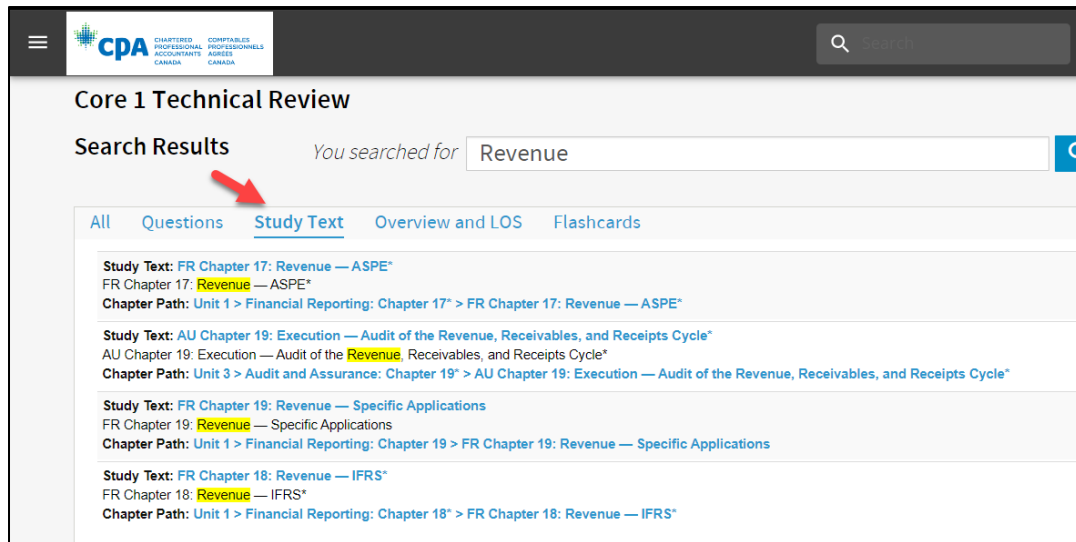 CPA
CHARTERED PROFESSIONAL ACCOUNTANTS CANADA
COMPTABLES PROFESSIONNELS AGRÉÉS CANADA
Search
Core 1 Technical Review
Search Results You searched for Revenue
All Questions Study Text Overview and LOS Flashcards
Study Text: FR Chapter 17: Revenue — ASPE*
FR Chapter 17: Revenue — ASPE*
Chapter Path: Unit 1 > Financial Reporting: Chapter 17* > FR Chapter 17: Revenue — ASPE*
Study Text: AU Chapter 19: Execution — Audit of the Revenue, Receivables, and Receipts Cycle*
AU Chapter 19: Execution — Audit of the Revenue, Receivables, and Receipts Cycle*
Chapter Path: Unit 3 > Audit and Assurance: Chapter 19* > AU Chapter 19: Execution — Audit of the Revenue, Receivables, and Receipts Cycle*
Study Text: FR Chapter 19: Revenue — Specific Applications
FR Chapter 19: Revenue — Specific Applications
Chapter Path: Unit 1 > Financial Reporting: Chapter 19 > FR Chapter 19: Revenue — Specific Applications
Study Text: FR Chapter 18: Revenue — IFRS*
FR Chapter 18: Revenue — IFRS*
Chapter Path: Unit 1 > Financial Reporting: Chapter 18* > FR Chapter 18: Revenue — IFRS*